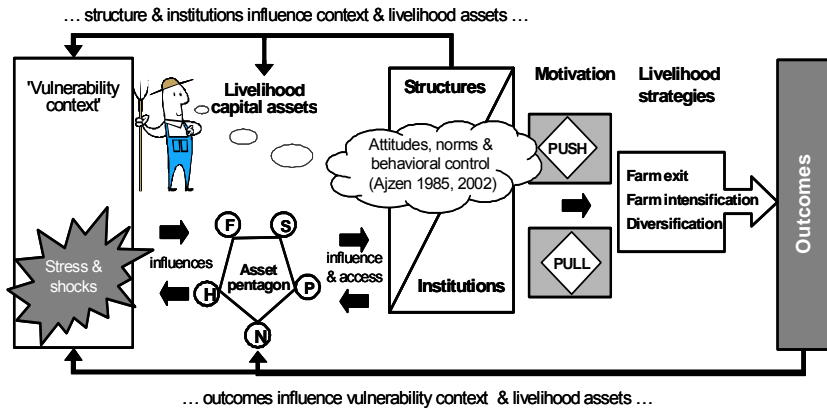 ... structure & institutions influence context & livelihood assets ...
'Vulnerability
context'
Livelihood
capital assets
Structures
Motivation
Livelihood
strategies
Attitudes, norms &
behavioral control
(Ajzen 1985, 2002)
PUSH
Farm exit
Farm intensification
Diversification
Outcomes
Stress &
shocks
influences
F
S
H
P
N
Asset
pentagon
influence
& access
Institutions
PULL
... outcomes influence vulnerability context & livelihood assets ...